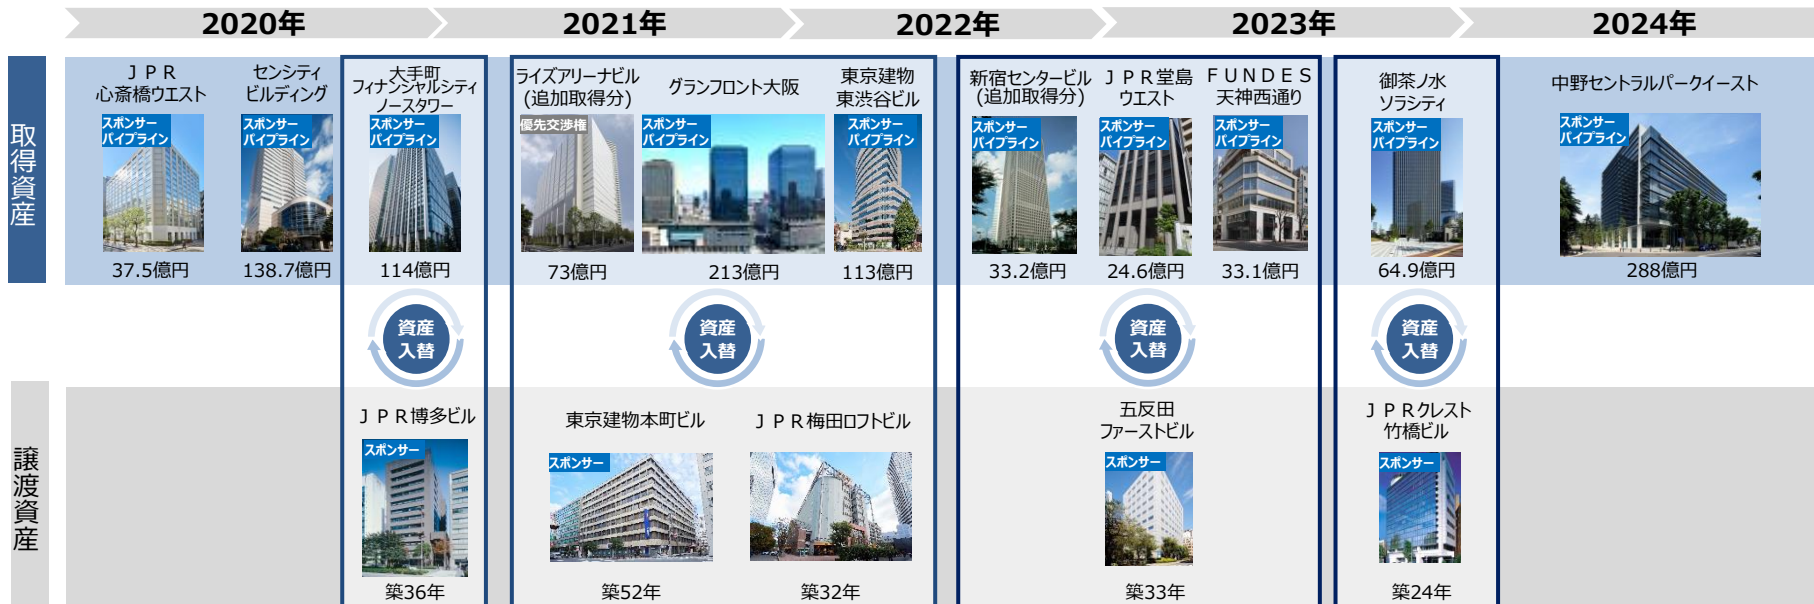 2020年
2021年
2022年
2023年
2024年
取得資産
ＪＰＲ
心斎橋ウエスト
スポンサー
パイプライン
37.5億円
センシティ
ビルディング
スポンサー
パイプライン
138.7億円
大手町
フィナンシャルシティ
ノースタワー
スポンサー
パイプライン
114億円
ライズアリーナビル
(追加取得分)
優先交渉権
73億円
グランフロント大阪
スポンサー
パイプライン
213億円
東京建物
東渋谷ビル
スポンサー
パイプライン
113億円
新宿センタービル
(追加取得分)
スポンサー
パイプライン
33.2億円
ＪＰＲ堂島
ウエスト
スポンサー
パイプライン
24.6億円
ＦＵＮＤＥＳ
天神西通り
スポンサー
パイプライン
33.1億円
御茶ノ水
ソラシティ
スポンサー
パイプライン
64.9億円
中野セントラルパークイースト
スポンサー
パイプライン
288億円
資産
入替
資産
入替
資産
入替
資産
入替
譲渡資産
ＪＰＲ博多ビル
スポンサー
築36年
東京建物本町ビル
スポンサー
築52年
ＪＰＲ梅田ロフトビル
築32年
五反田
ファーストビル
スポンサー
築33年
ＪＰＲクレスト
竹橋ビル
スポンサー
築24年